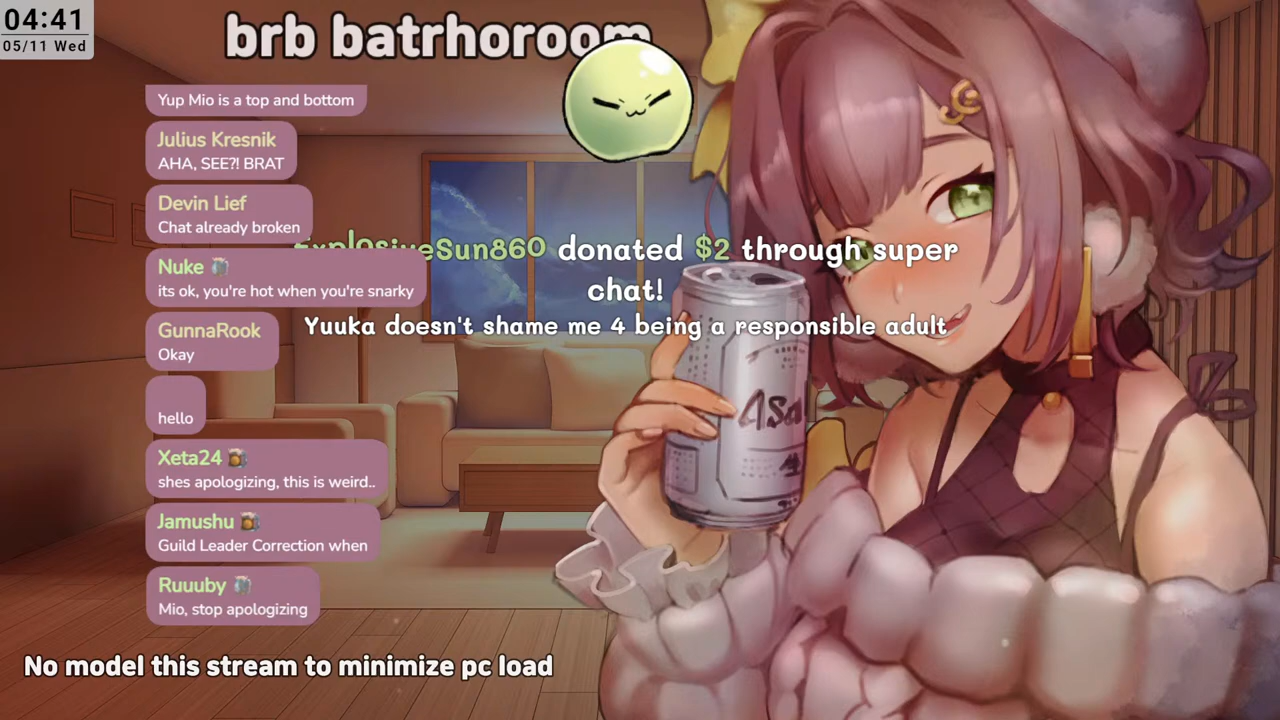 04:41
05/11 Wed
brb batrhoroom
Yup Mio is a top and bottom
Julius Kresnik
AHA, SEE?! BRAT
Devin Lief
Chat already broken
Nuke
its ok, you're hot when you're snarky
GunnaRook
Okay
hello
Xeta24
shes apologizing, this is weird..
Jamushu
Guild Leader Correction when
Ruuuby
Mio, stop apologizing
ExplosiveSun860 donated $2 through super
chat!
Yuuka doesn't shame me 4 being a responsible adult
Asa
No model this stream to minimize pc load